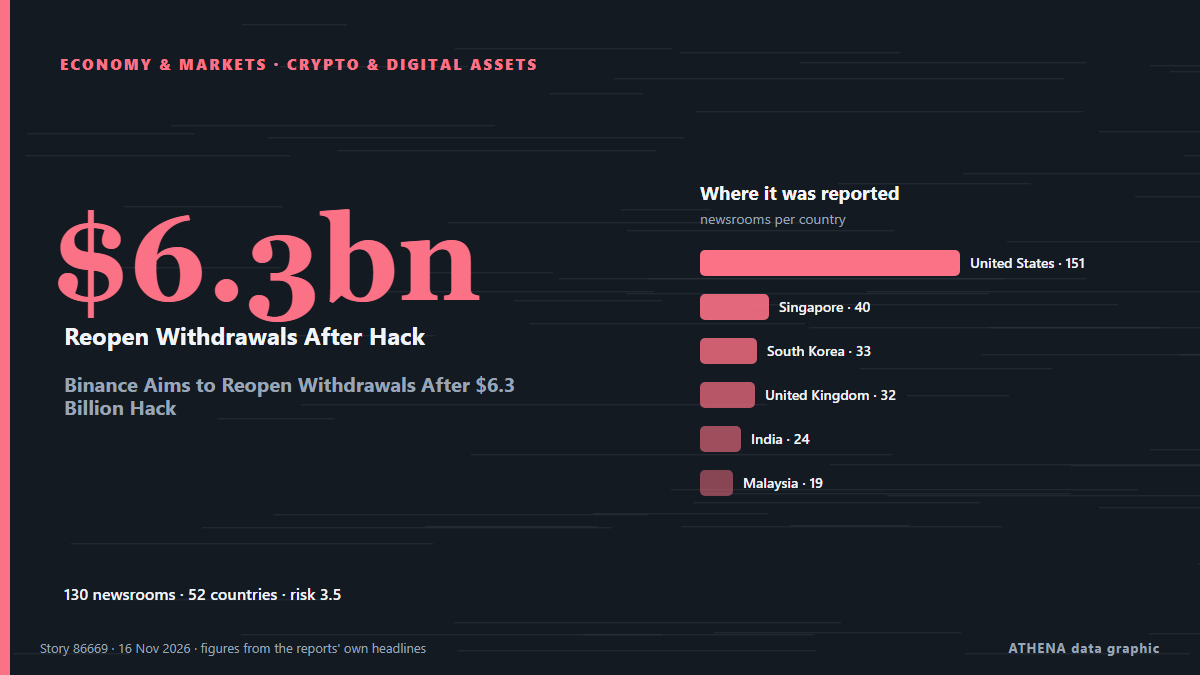 ECONOMY & MARKETS · CRYPTO & DIGITAL ASSETS
$6.3bn
Reopen Withdrawals After Hack
Binance Aims to Reopen Withdrawals After $6.3
Billion Hack
Where it was reported
newsrooms per country
United States · 151
Singapore · 40
South Korea · 33
United Kingdom · 32
India · 24
Malaysia · 19
130 newsrooms · 52 countries · risk 3.5
Story 86669 · 16 Nov 2026 · figures from the reports' own headlines
ATHENA data graphic